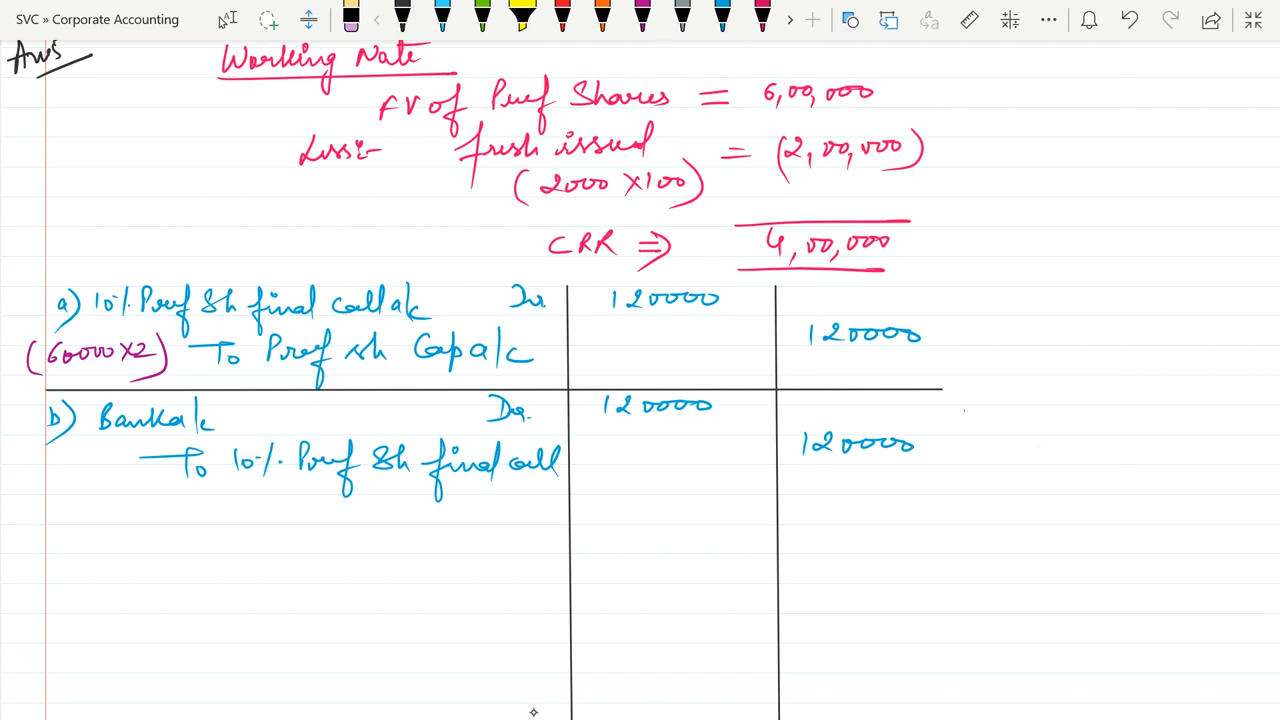 SVC » Corporate Accounting
Ans
Working Note
FV of Pref Shares = 6,00,000
Less:- fresh issued = (2,00,000)
(2000 × 100)
CRR ⇒ 4,00,000
a) 10% Pref Sh final Call a/c Dr. 120000
(60000×2) To Pref sh Cap a/c 120000
b) Bank a/c Dr. 120000
To 10% Pref Sh final call 120000